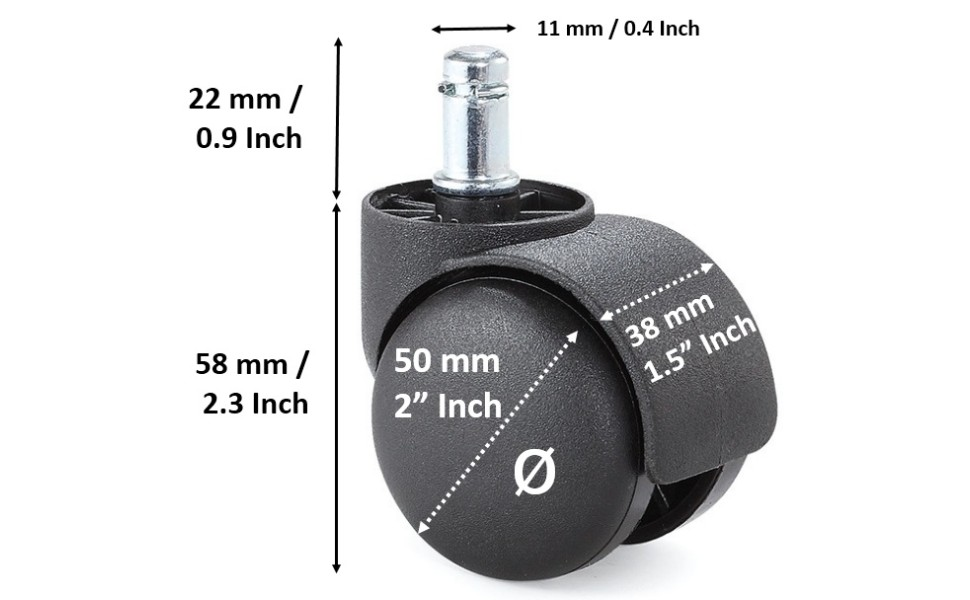 11 mm / 0.4 Inch
22 mm /
0.9 Inch
38 mm
1.5” Inch
58 mm /
2.3 Inch
50 mm
2” Inch
Ø